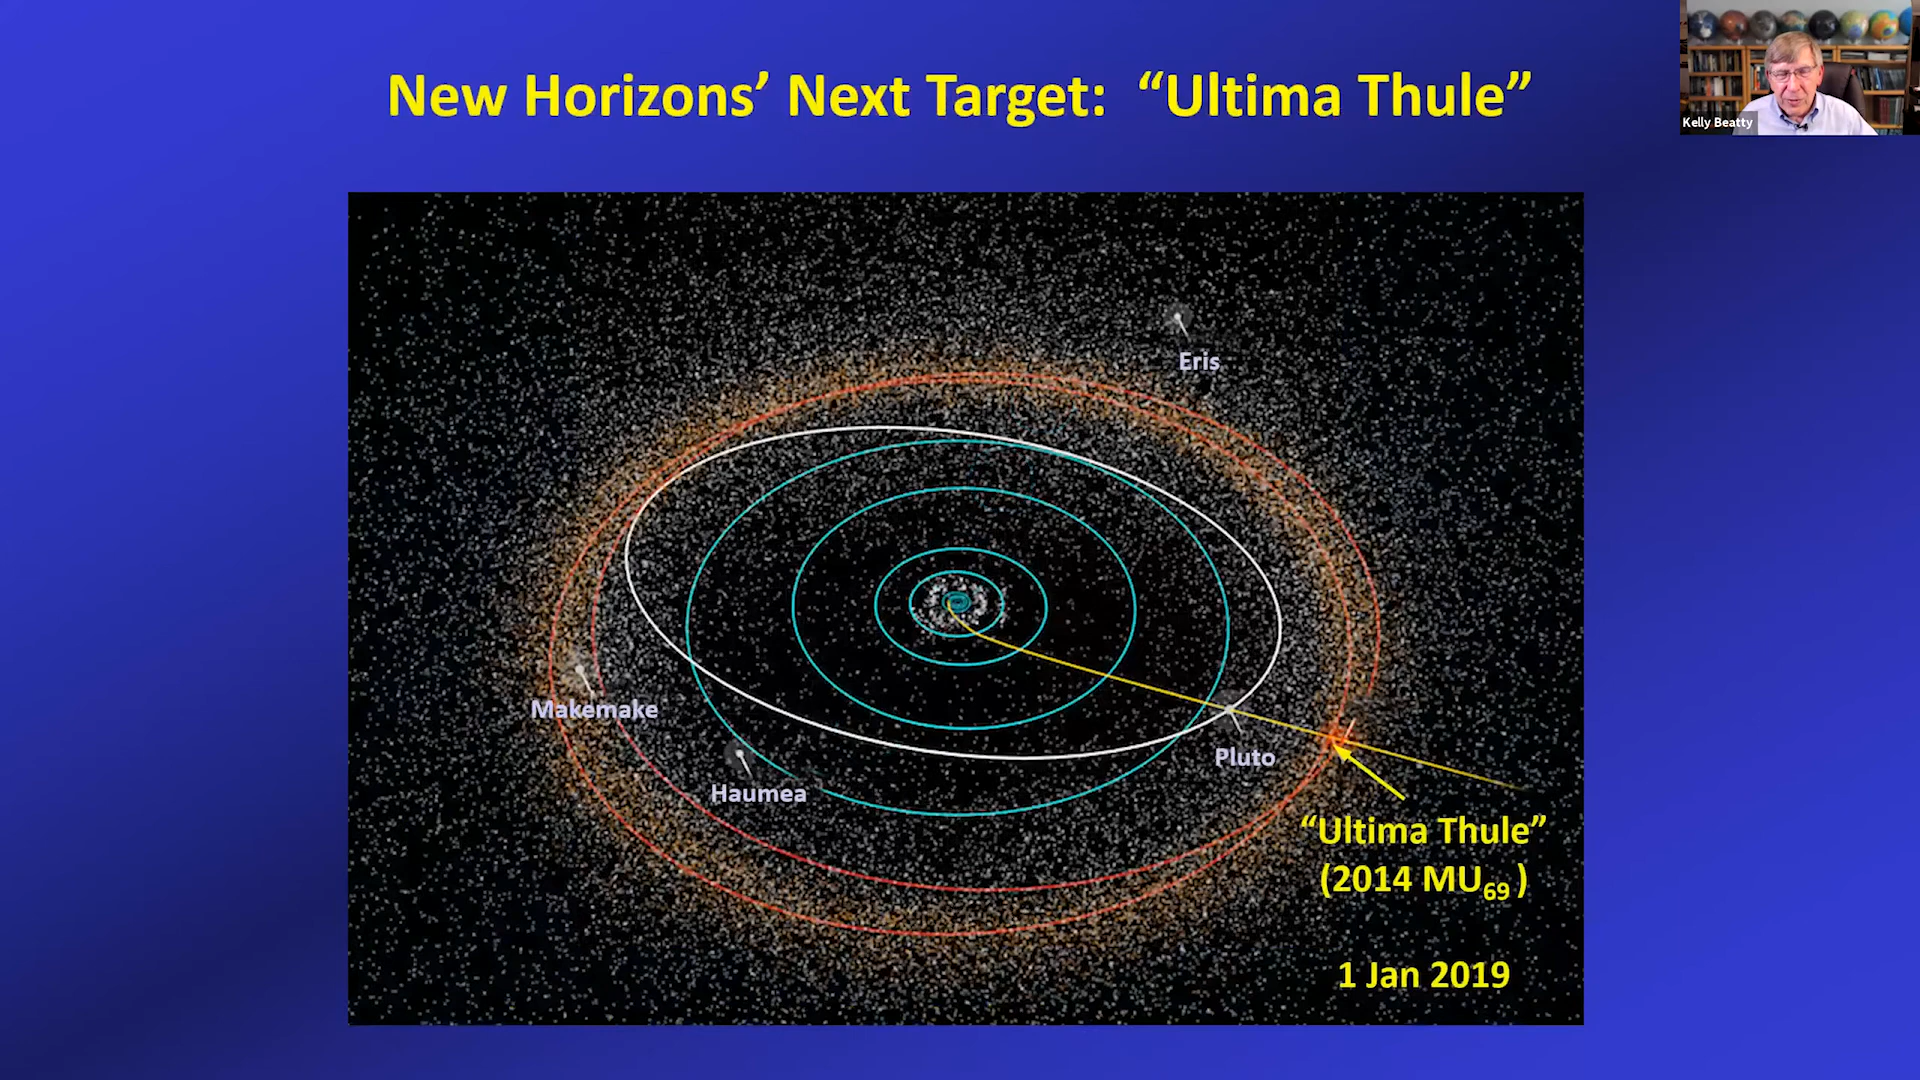 New Horizons’ Next Target: “Ultima Thule”
Kelly Beatty
Eris
Makemake
Haumea
Pluto
“Ultima Thule”
(2014 MU69 )
1 Jan 2019